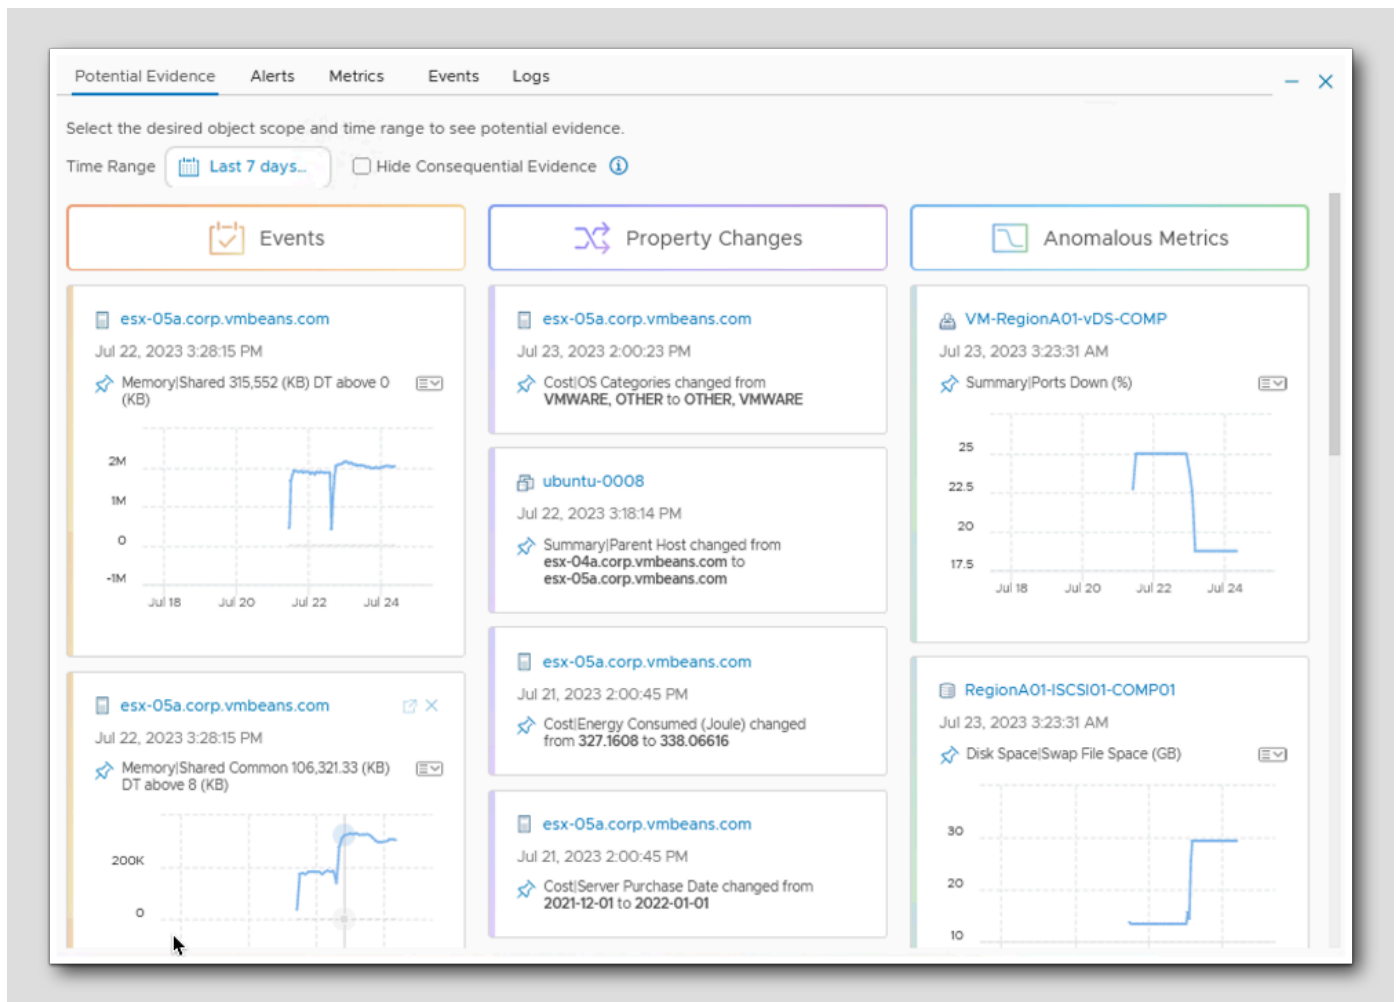 Potential Evidence Alerts Metrics Events Logs
Select the desired object scope and time range to see potential evidence.
Time Range Last 7 days... Hide Consequential Evidence
Events
esx-05a.corp.vmbeans.com
Jul 22, 2023 3:28:15 PM
Memory|Shared 315,552 (KB) DT above 0
(KB)
2M
1M
0
-1M
Jul 18 Jul 20 Jul 22 Jul 24
esx-05a.corp.vmbeans.com
Jul 22, 2023 3:28:15 PM
Memory|Shared Common 106,321.33 (KB)
DT above 8 (KB)
200K
0
Property Changes
esx-05a.corp.vmbeans.com
Jul 23, 2023 2:00:23 PM
Cost|OS Categories changed from
VMWARE, OTHER to OTHER, VMWARE
ubuntu-0008
Jul 22, 2023 3:18:14 PM
Summary|Parent Host changed from
esx-04a.corp.vmbeans.com to
esx-05a.corp.vmbeans.com
esx-05a.corp.vmbeans.com
Jul 21, 2023 2:00:45 PM
Cost|Energy Consumed (Joule) changed
from 327.1608 to 338.06616
esx-05a.corp.vmbeans.com
Jul 21, 2023 2:00:45 PM
Cost|Server Purchase Date changed from
2021-12-01 to 2022-01-01
Anomalous Metrics
VM-RegionA01-vDS-COMP
Jul 23, 2023 3:23:31 AM
Summary|Ports Down (%)
25
22.5
20
17.5
Jul 18 Jul 20 Jul 22 Jul 24
RegionA01-ISCSI01-COMP01
Jul 23, 2023 3:23:31 AM
Disk Space|Swap File Space (GB)
30
20
10